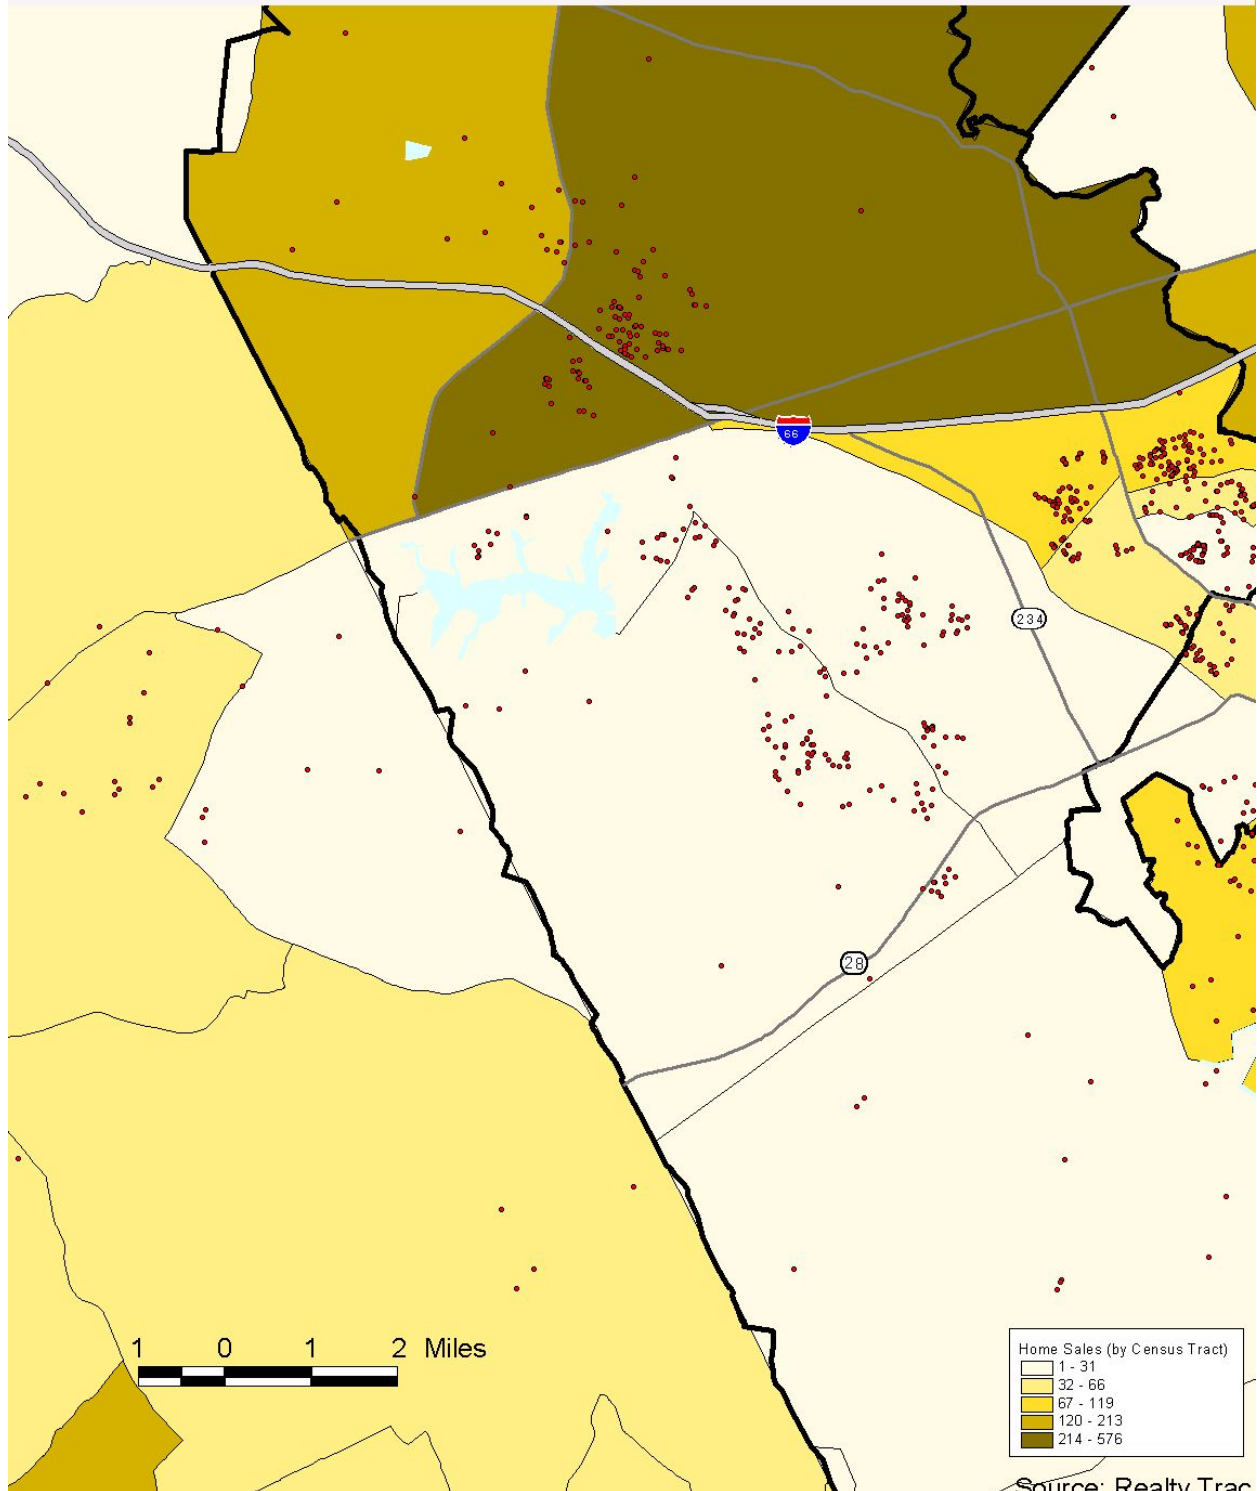 66
234
28
1 0 1 2 Miles
Home Sales (by Census Tract)
1 - 31
32 - 66
67 - 119
120 - 213
214 - 576
Source: Realty Trac